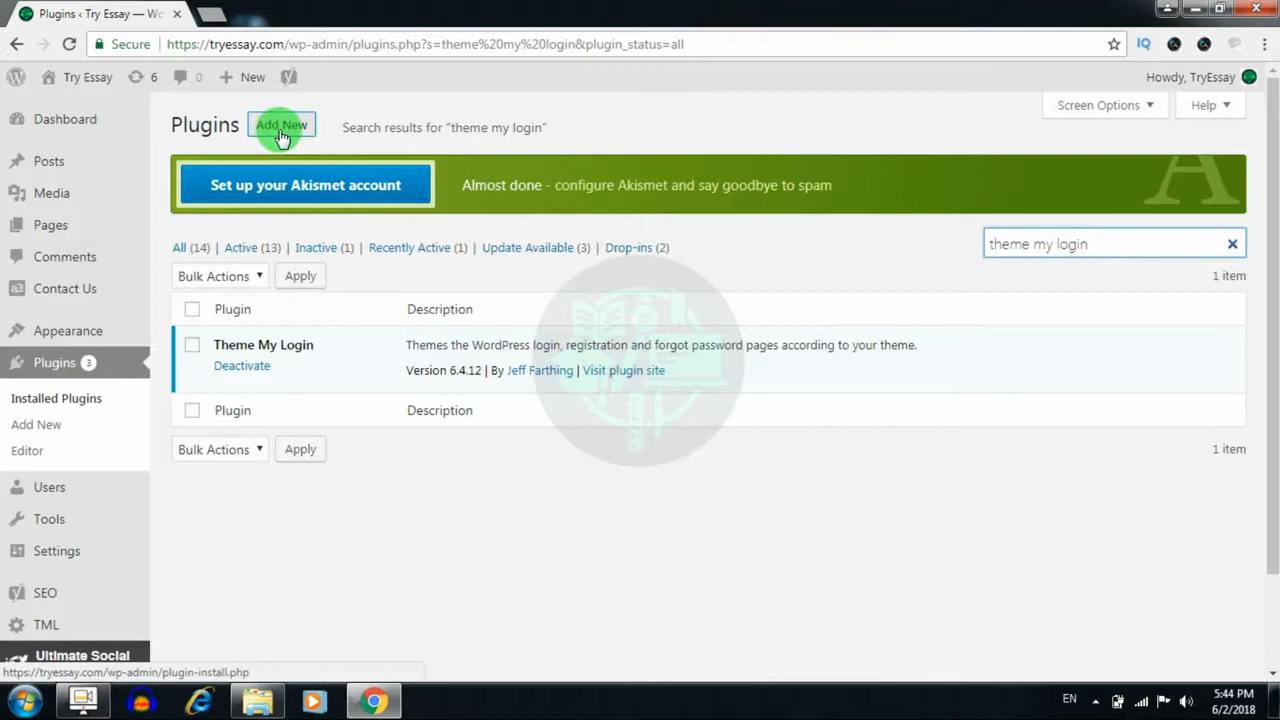 Plugins ‹ Try Essay — Wo
Secure
https://tryessay.com/wp-admin/plugins.php?s=theme%20my%20login&plugin_status=all
IQ
Try Essay
6
0
New
Howdy, TryEssay
Dashboard
Posts
Media
Pages
Comments
Contact Us
Appearance
Plugins 3
Installed Plugins
Add New
Editor
Users
Tools
Settings
SEO
TML
Ultimate Social
Screen Options
Help
Plugins
Add New
Search results for “theme my login”
Set up your Akismet account
Almost done - configure Akismet and say goodbye to spam
A
All (14) | Active (13) | Inactive (1) | Recently Active (1) | Update Available (3) | Drop-ins (2)
theme my login
Bulk Actions
Apply
1 item
Plugin
Description
Theme My Login
Deactivate
Themes the WordPress login, registration and forgot password pages according to your theme.
Version 6.4.12 | By Jeff Farthing | Visit plugin site
Plugin
Description
Bulk Actions
Apply
1 item
https://tryessay.com/wp-admin/plugin-install.php
EN
5:44 PM
6/2/2018